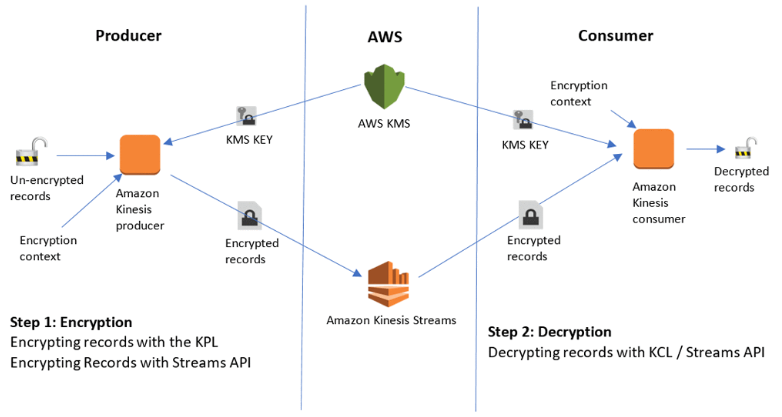 Producer
AWS
Consumer
Encryption
context
KMS KEY
AWS KMS
KMS KEY
Un-encrypted
records
Amazon
Kinesis
producer
Amazon
Kinesis
consumer
Decrypted
records
Encryption
context
Encrypted
records
Encrypted
records
Amazon Kinesis Streams
Step 1: Encryption
Encrypting records with the KPL
Encrypting Records with Streams API
Step 2: Decryption
Decrypting records with KCL / Streams API